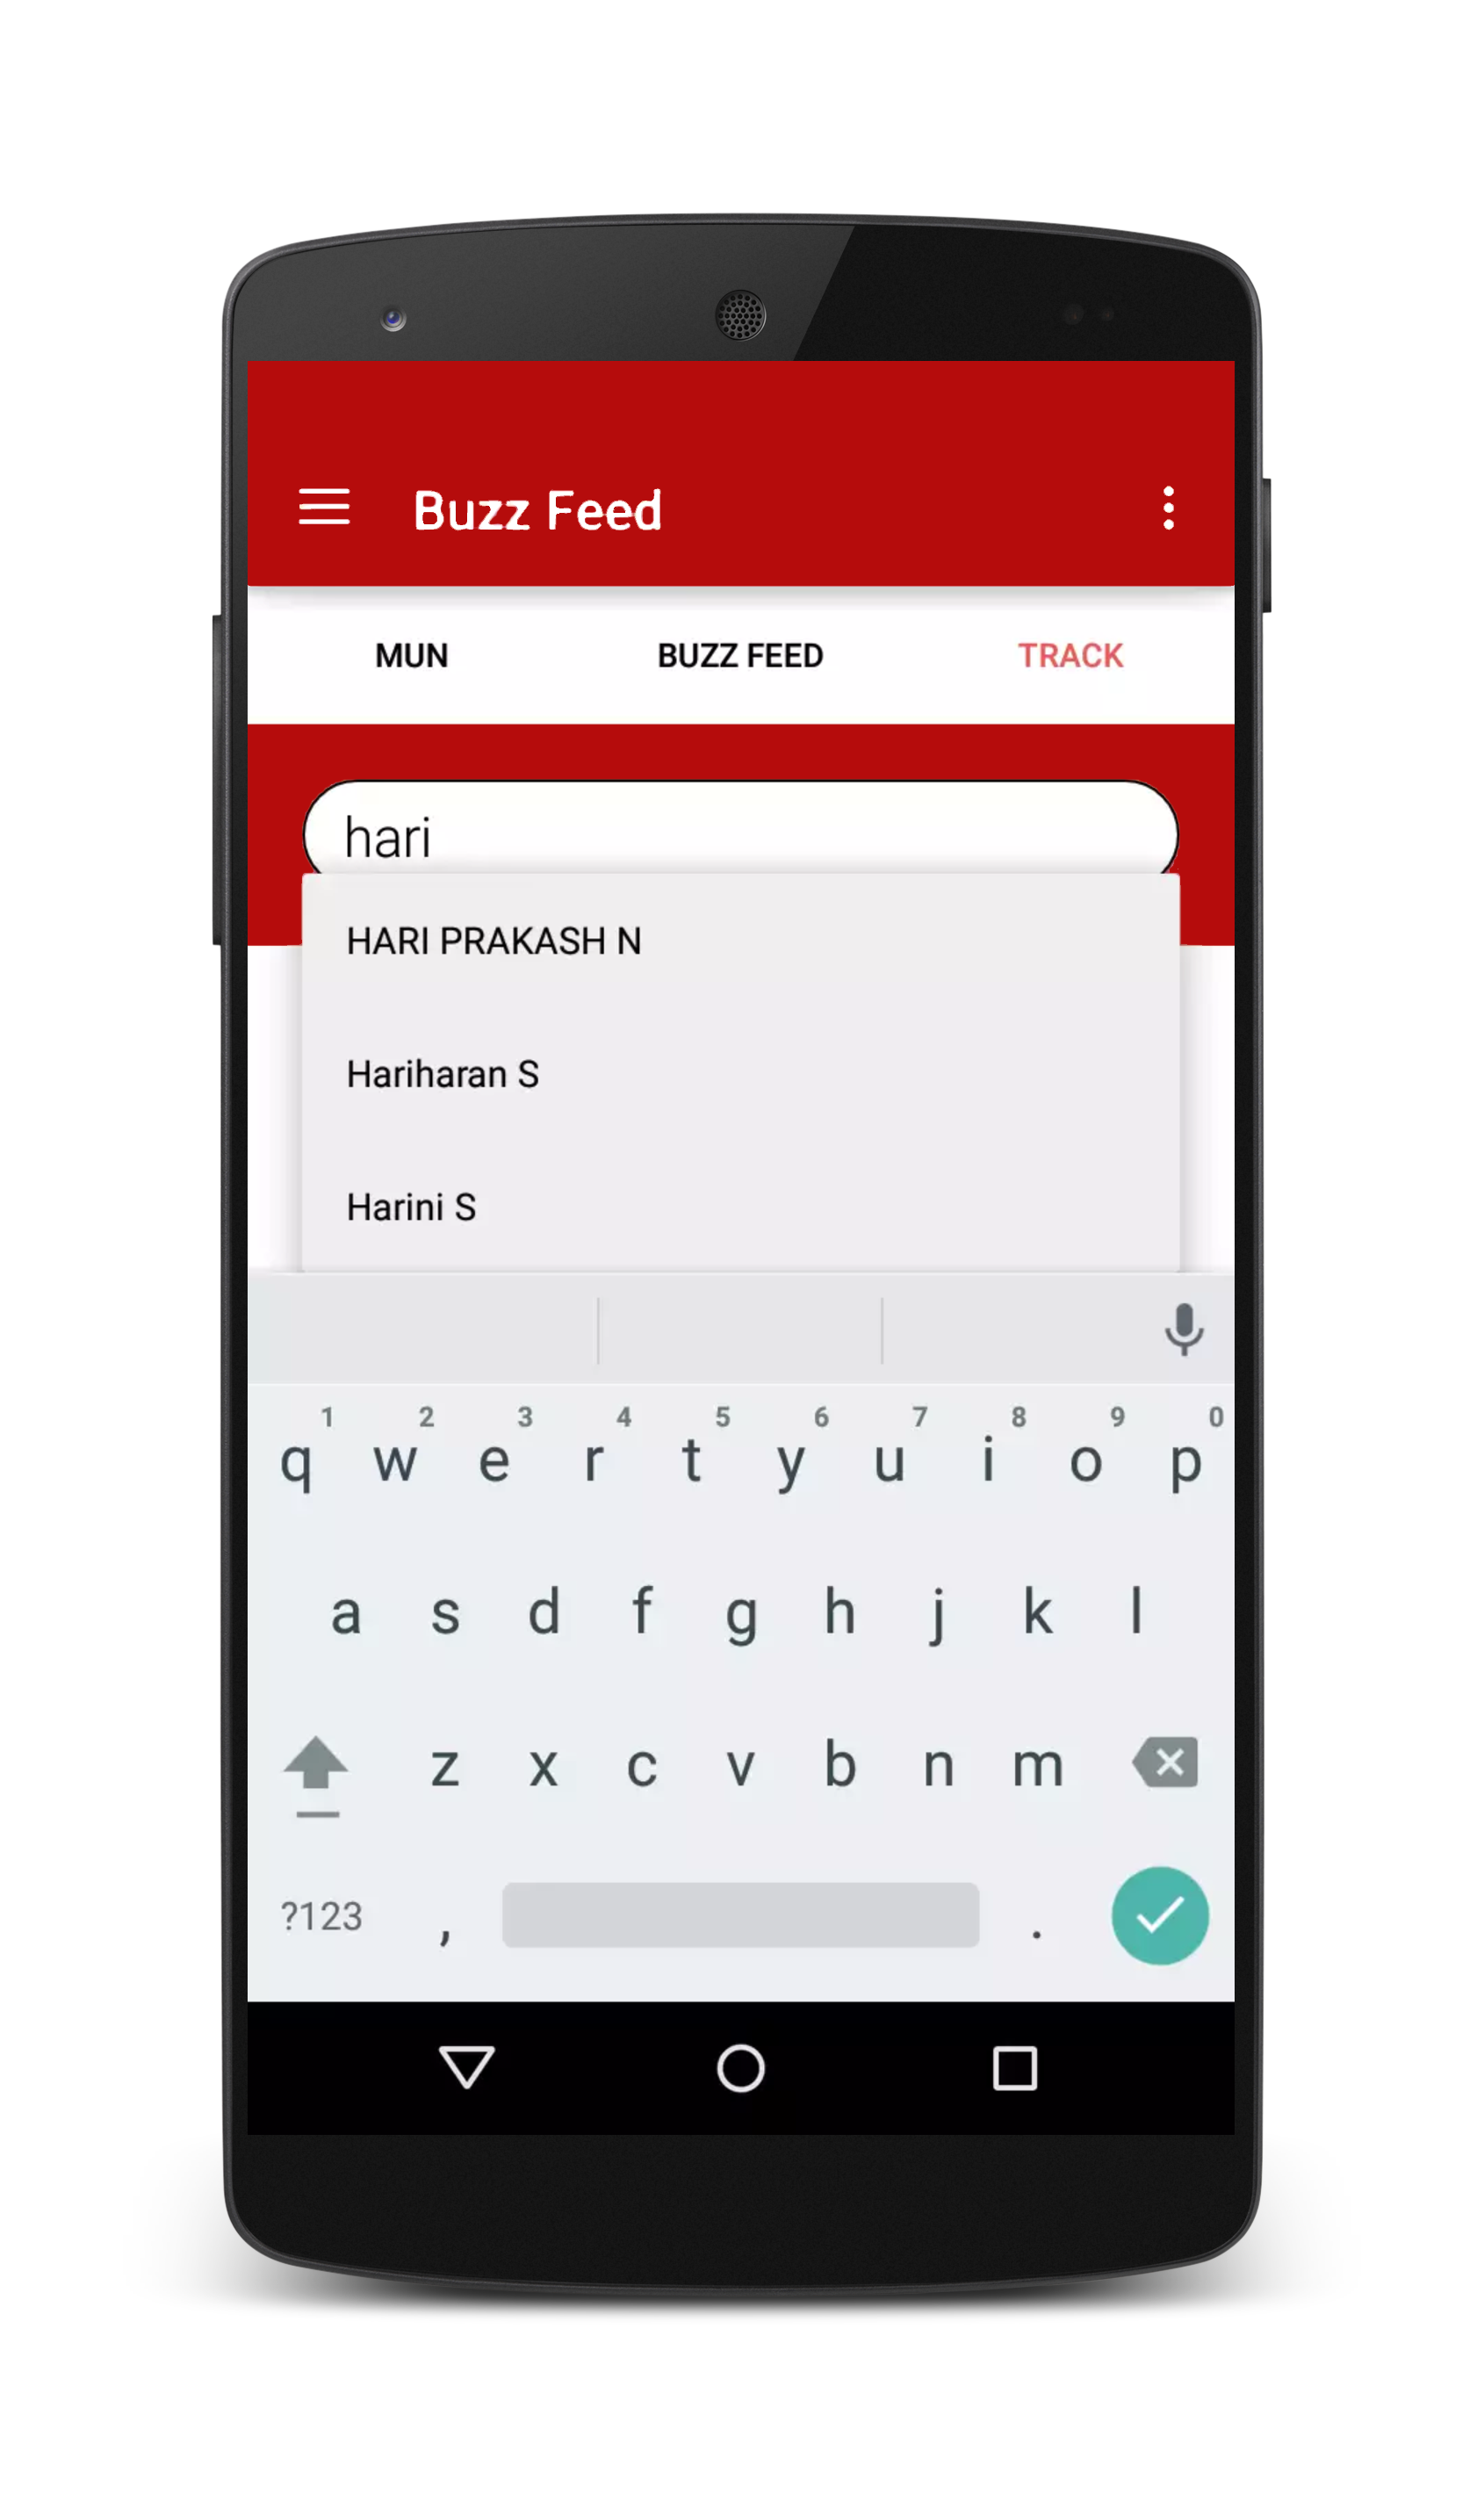 Buzz Feed
MUN BUZZ FEED TRACK
hari
HARI PRAKASH N
Hariharan S
Harini S
1 2 3 4 5 6 7 8 9 0
q w e r t y u i o p
a s d f g h j k l
z x c v b n m
?123 , .